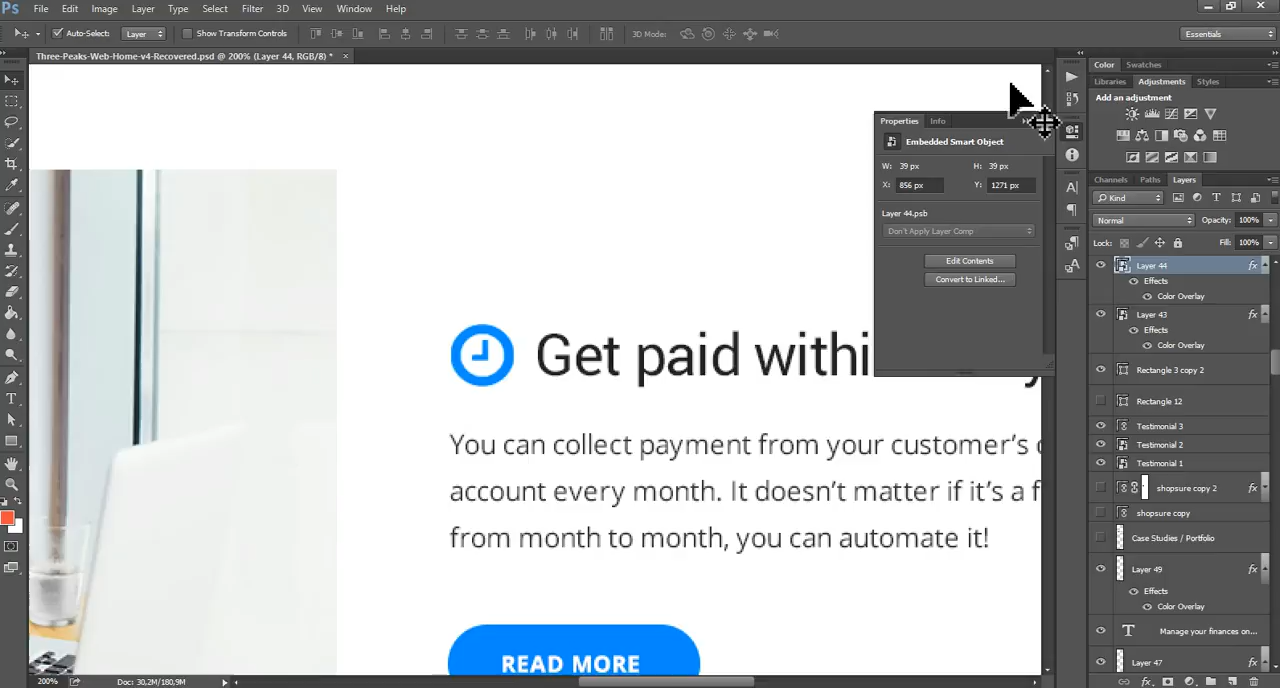 Ps File Edit Image Layer Type Select Filter 3D View Window Help
Auto-Select: Layer Show Transform Controls 3D Mode: Essentials
Three-Peaks-Web-Home-v4-Recovered.psd @ 200% (Layer 44, RGB/8) * ×
Color Swatches
Libraries Adjustments Styles
Add an adjustment
Properties Info
Embedded Smart Object
W: 39 px H: 39 px
X: 856 px Y: 1271 px
Layer 44.psb
Don't Apply Layer Comp
Edit Contents
Convert to Linked...
Channels Paths Layers
Kind
Normal Opacity: 100%
Lock: Fill: 100%
Layer 44 fx
Effects
Color Overlay
Layer 43 fx
Effects
Color Overlay
Rectangle 3 copy 2
Rectangle 12
Testimonial 3
Testimonial 2
Testimonial 1
shopsure copy 2 fx
shopsure copy
Case Studies / Portfolio
Layer 49 fx
Effects
Color Overlay
Manage your finances on...
Layer 47 fx
Get paid withi
You can collect payment from your customer's
account every month. It doesn't matter if it's a f
from month to month, you can automate it!
READ MORE
200% Doc: 30,2M/180,9M